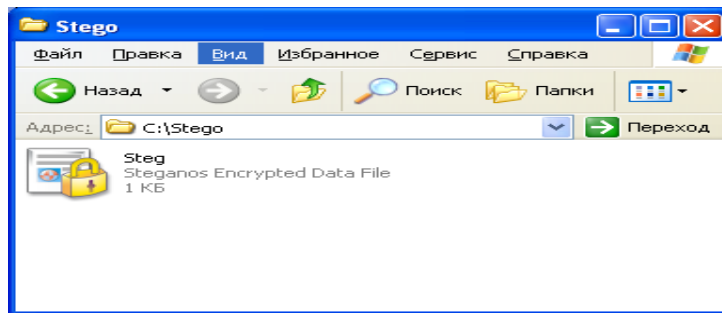 Stego
Файл Правка Вид Избранное Сервис Справка
Назад Поиск Папки
Адрес: C:\Stego Переход
Steg
Steganos Encrypted Data File
1 КБ